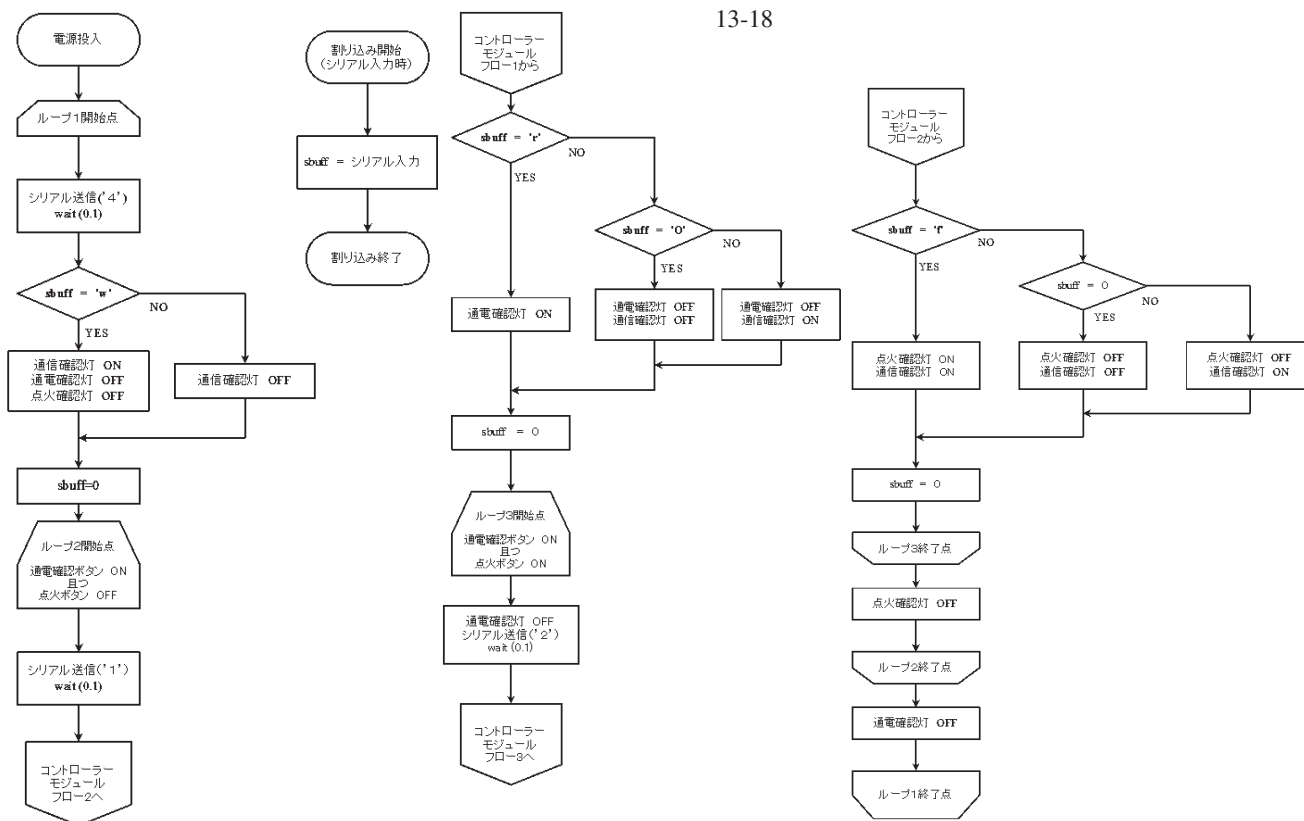 13-18
電源投入
ループ1開始点
シリアル送信('4')
wait(0.1)
sbuff = 'w'
NO
YES
通信確認灯 ON
通電確認灯 OFF
点火確認灯 OFF
通信確認灯 OFF
sbuff=0
ループ2開始点
通電確認ボタン ON
且つ
点火ボタン OFF
シリアル送信('1')
wait(0.1)
コントローラー
モジュール
フロー2へ
割り込み開始
(シリアル入力時)
sbuff = シリアル入力
割り込み終了
コントローラー
モジュール
フロー1から
sbuff = 'r'
NO
YES
sbuff = '0'
NO
YES
通電確認灯 ON
通電確認灯 OFF
通信確認灯 OFF
通電確認灯 OFF
通信確認灯 ON
sbuff = 0
ループ3開始点
通電確認ボタン ON
且つ
点火ボタン ON
通電確認灯 OFF
シリアル送信('2')
wait(0.1)
コントローラー
モジュール
フロー3へ
コントローラー
モジュール
フロー2から
sbuff = 'f'
NO
YES
sbuff = 0
NO
YES
点火確認灯 ON
通信確認灯 ON
点火確認灯 OFF
通信確認灯 OFF
点火確認灯 OFF
通信確認灯 ON
sbuff = 0
ループ3終了点
点火確認灯 OFF
ループ2終了点
通電確認灯 OFF
ループ1終了点